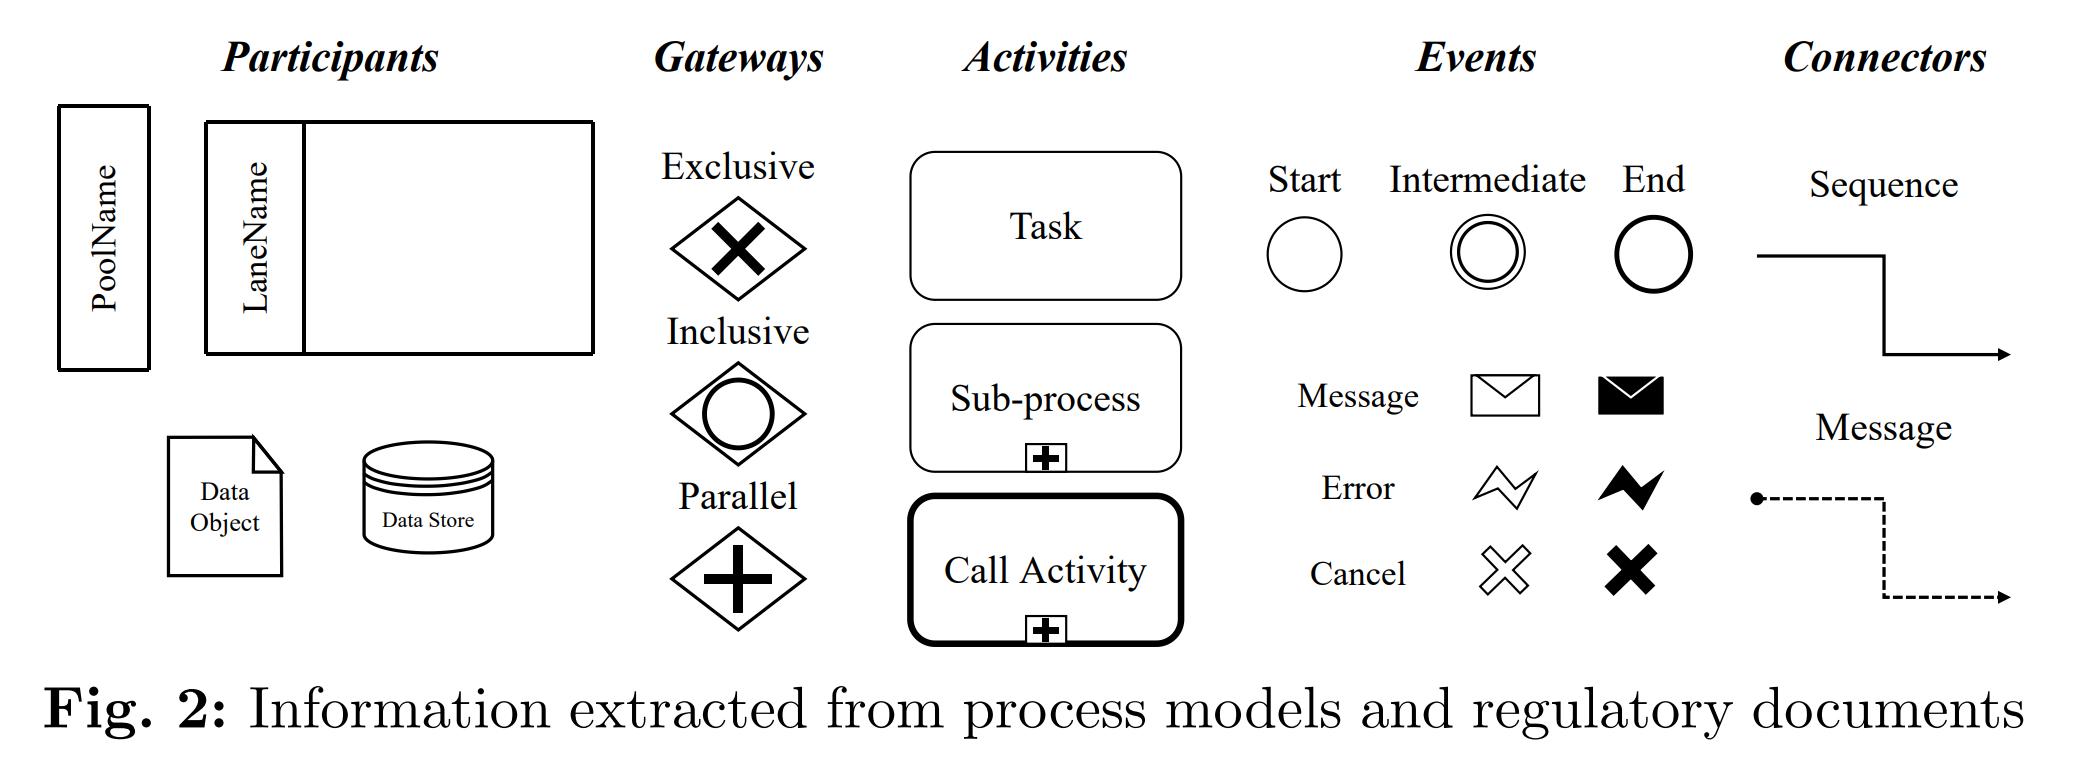 Participants
Gateways
Activities
Events
Connectors
PoolName
LaneName
Data
Object
Data Store
Exclusive
Inclusive
Parallel
Task
Sub-process
Call Activity
Start
Intermediate
End
Message
Error
Cancel
Sequence
Message
Fig. 2: Information extracted from process models and regulatory documents